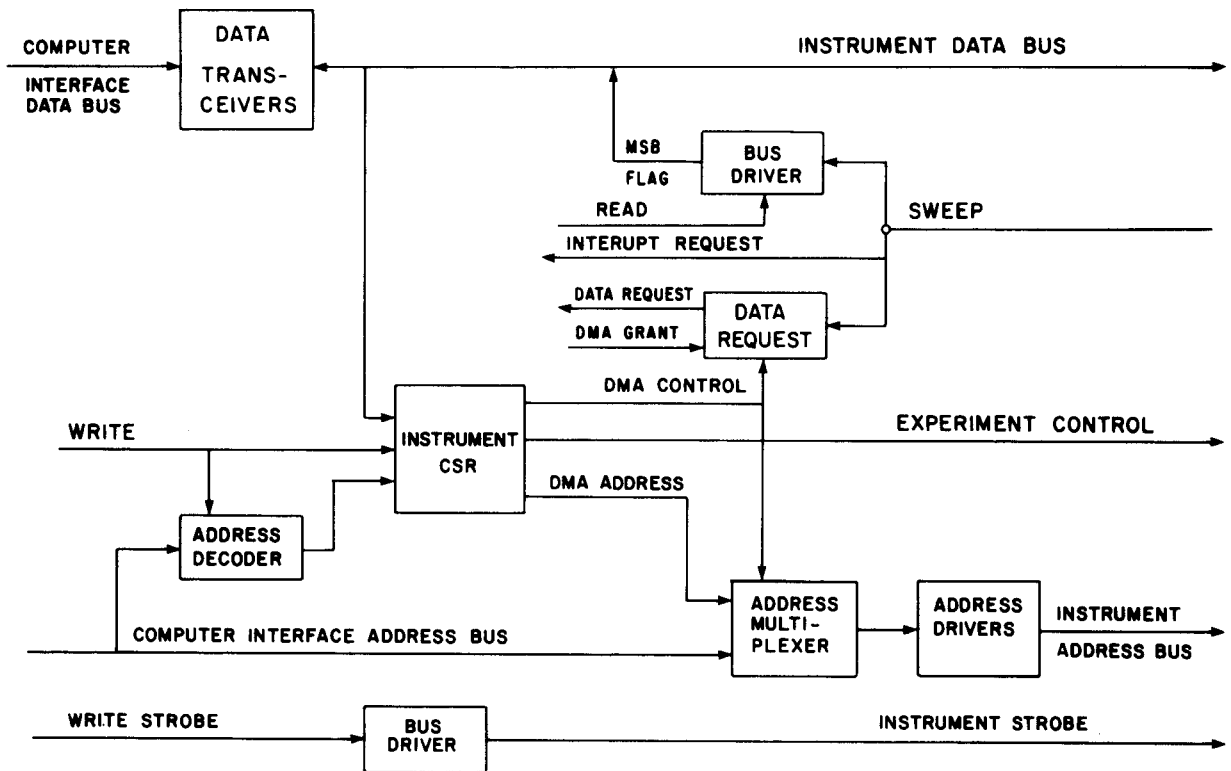 COMPUTER
INTERFACE
DATA BUS
DATA
TRANS-
CEIVERS
INSTRUMENT DATA BUS
MSB
FLAG
BUS
DRIVER
READ
SWEEP
INTERUPT REQUEST
DATA REQUEST
DMA GRANT
DATA
REQUEST
DMA CONTROL
WRITE
INSTRUMENT
CSR
EXPERIMENT CONTROL
DMA ADDRESS
ADDRESS
DECODER
COMPUTER INTERFACE ADDRESS BUS
ADDRESS
MULTI-
PLEXER
ADDRESS
DRIVERS
INSTRUMENT
ADDRESS BUS
WRITE STROBE
BUS
DRIVER
INSTRUMENT STROBE